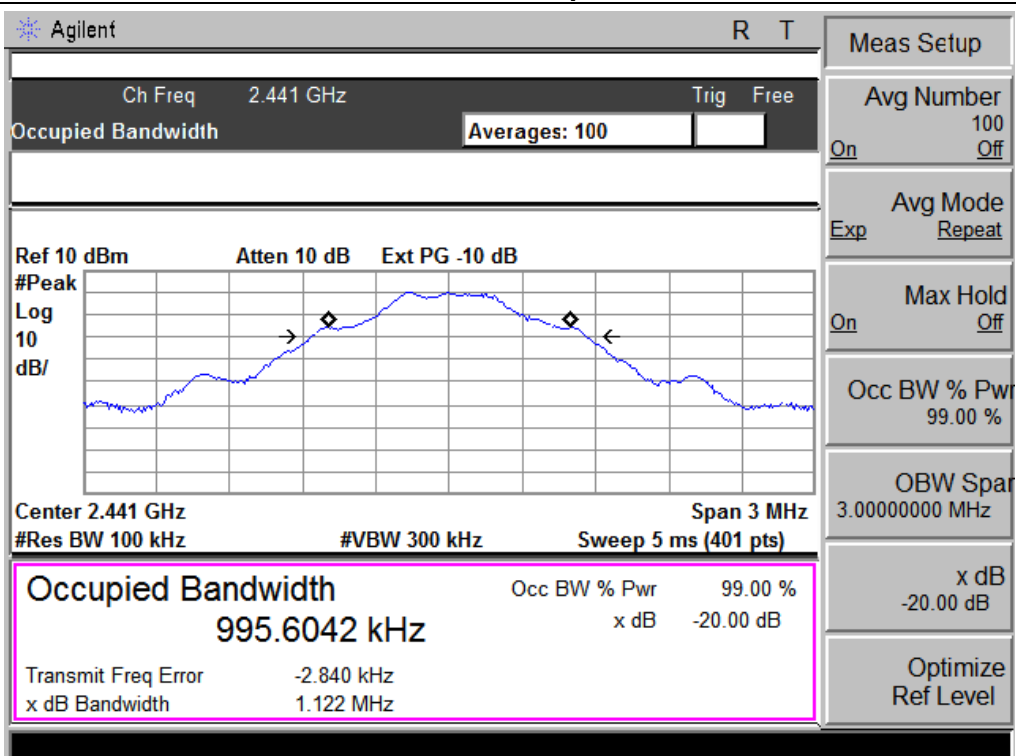 Agilent R T
Ch Freq 2.441 GHz Trig Free
Occupied Bandwidth Averages: 100
Ref 10 dBm Atten 10 dB Ext PG -10 dB
#Peak
Log
10
dB/
Center 2.441 GHz Span 3 MHz
#Res BW 100 kHz #VBW 300 kHz Sweep 5 ms (401 pts)
Occupied Bandwidth Occ BW % Pwr 99.00 %
995.6042 kHz x dB -20.00 dB
Transmit Freq Error -2.840 kHz
x dB Bandwidth 1.122 MHz
Meas Setup
Avg Number
100
On Off
Avg Mode
Exp Repeat
Max Hold
On Off
Occ BW % Pwr
99.00 %
OBW Spar
3.00000000 MHz
x dB
-20.00 dB
Optimize
Ref Level